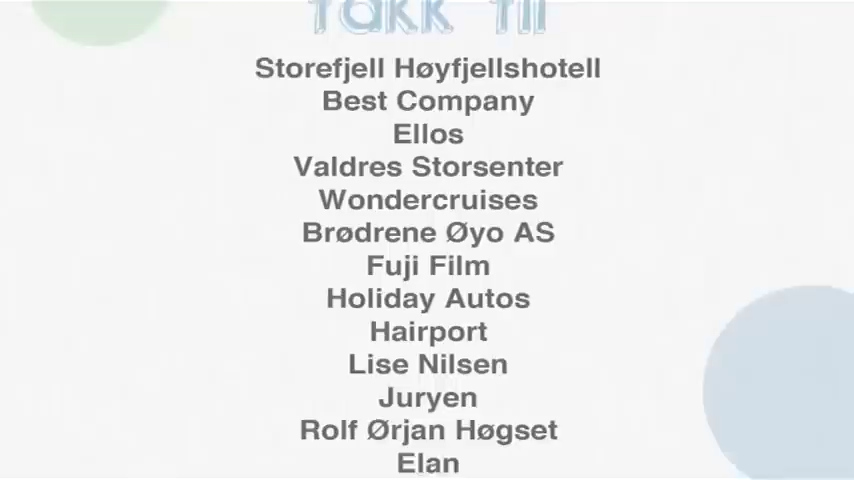 Takk til
Storefjell Høyfjellshotell
Best Company
Ellos
Valdres Storsenter
Wondercruises
Brødrene Øyo AS
Fuji Film
Holiday Autos
Hairport
Lise Nilsen
Juryen
Rolf Ørjan Høgset
Elan